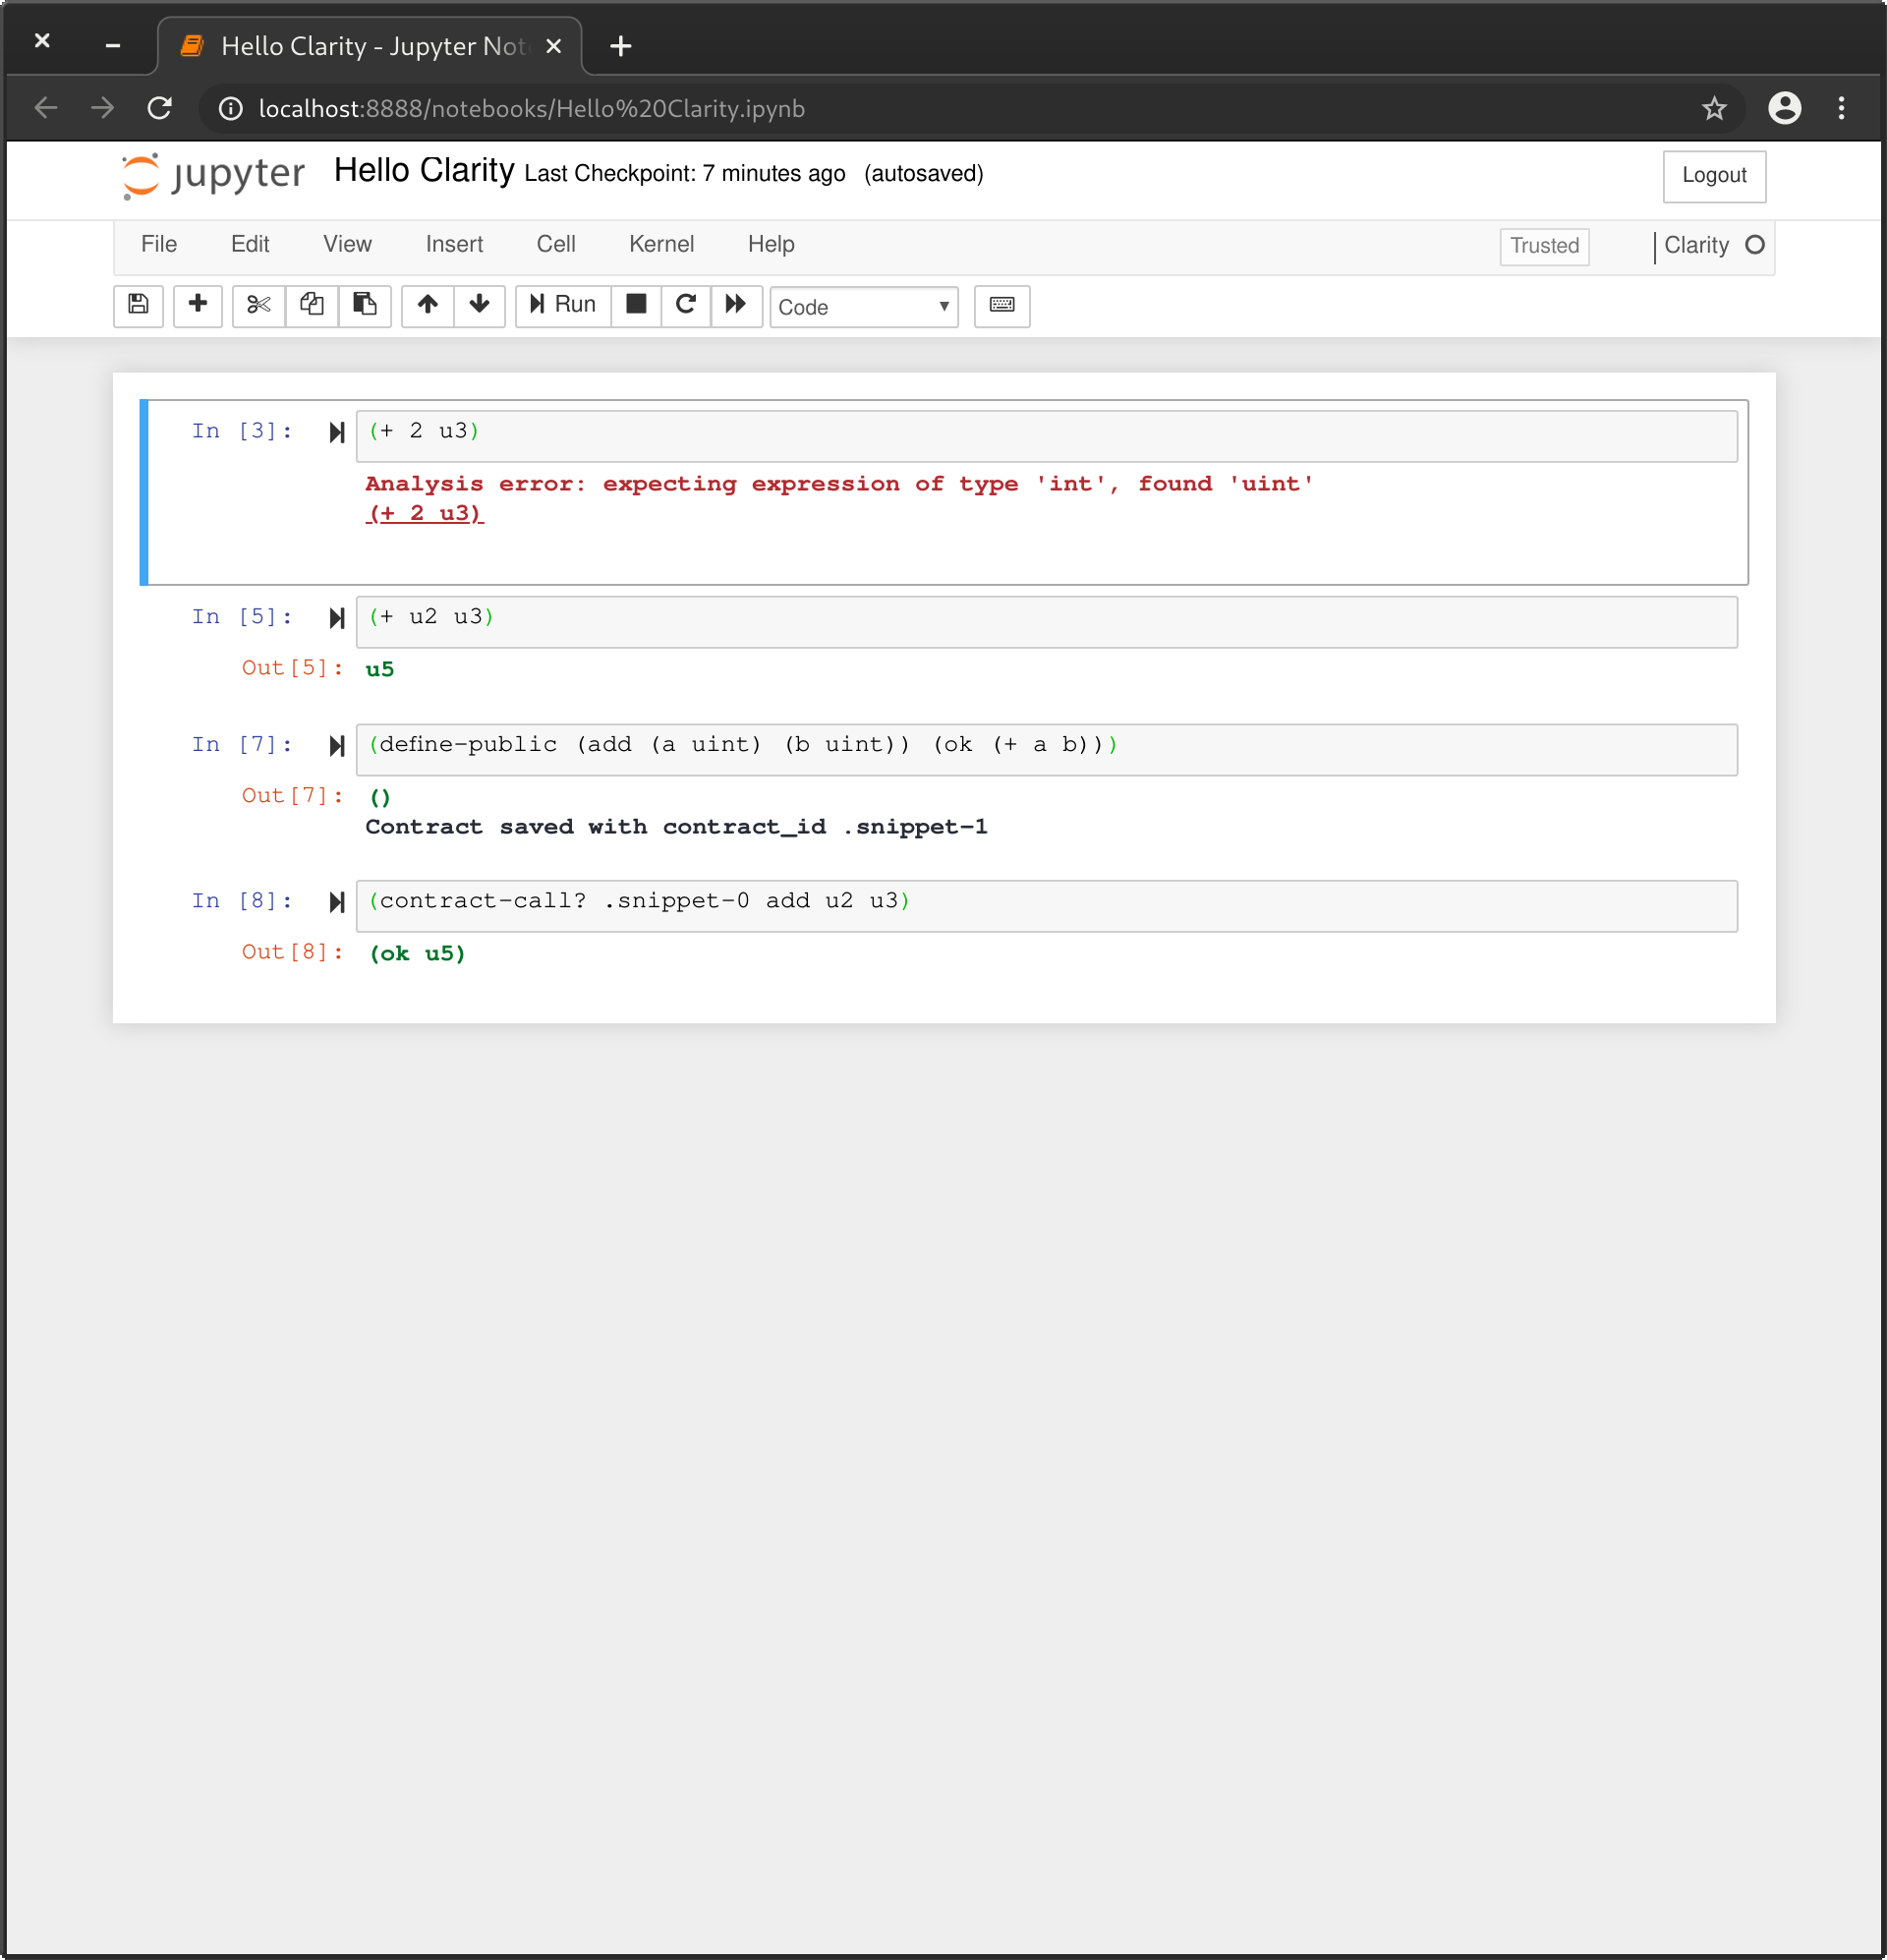 Hello Clarity - Jupyter Not
localhost:8888/notebooks/Hello%20Clarity.ipynb
jupyter Hello Clarity Last Checkpoint: 7 minutes ago (autosaved) Logout
File Edit View Insert Cell Kernel Help Trusted Clarity
Run Code
In [3]: (+ 2 u3)
Analysis error: expecting expression of type 'int', found 'uint'
(+ 2 u3)
In [5]: (+ u2 u3)
Out[5]: u5
In [7]: (define-public (add (a uint) (b uint)) (ok (+ a b)))
Out[7]: ()
Contract saved with contract_id .snippet-1
In [8]: (contract-call? .snippet-0 add u2 u3)
Out[8]: (ok u5)